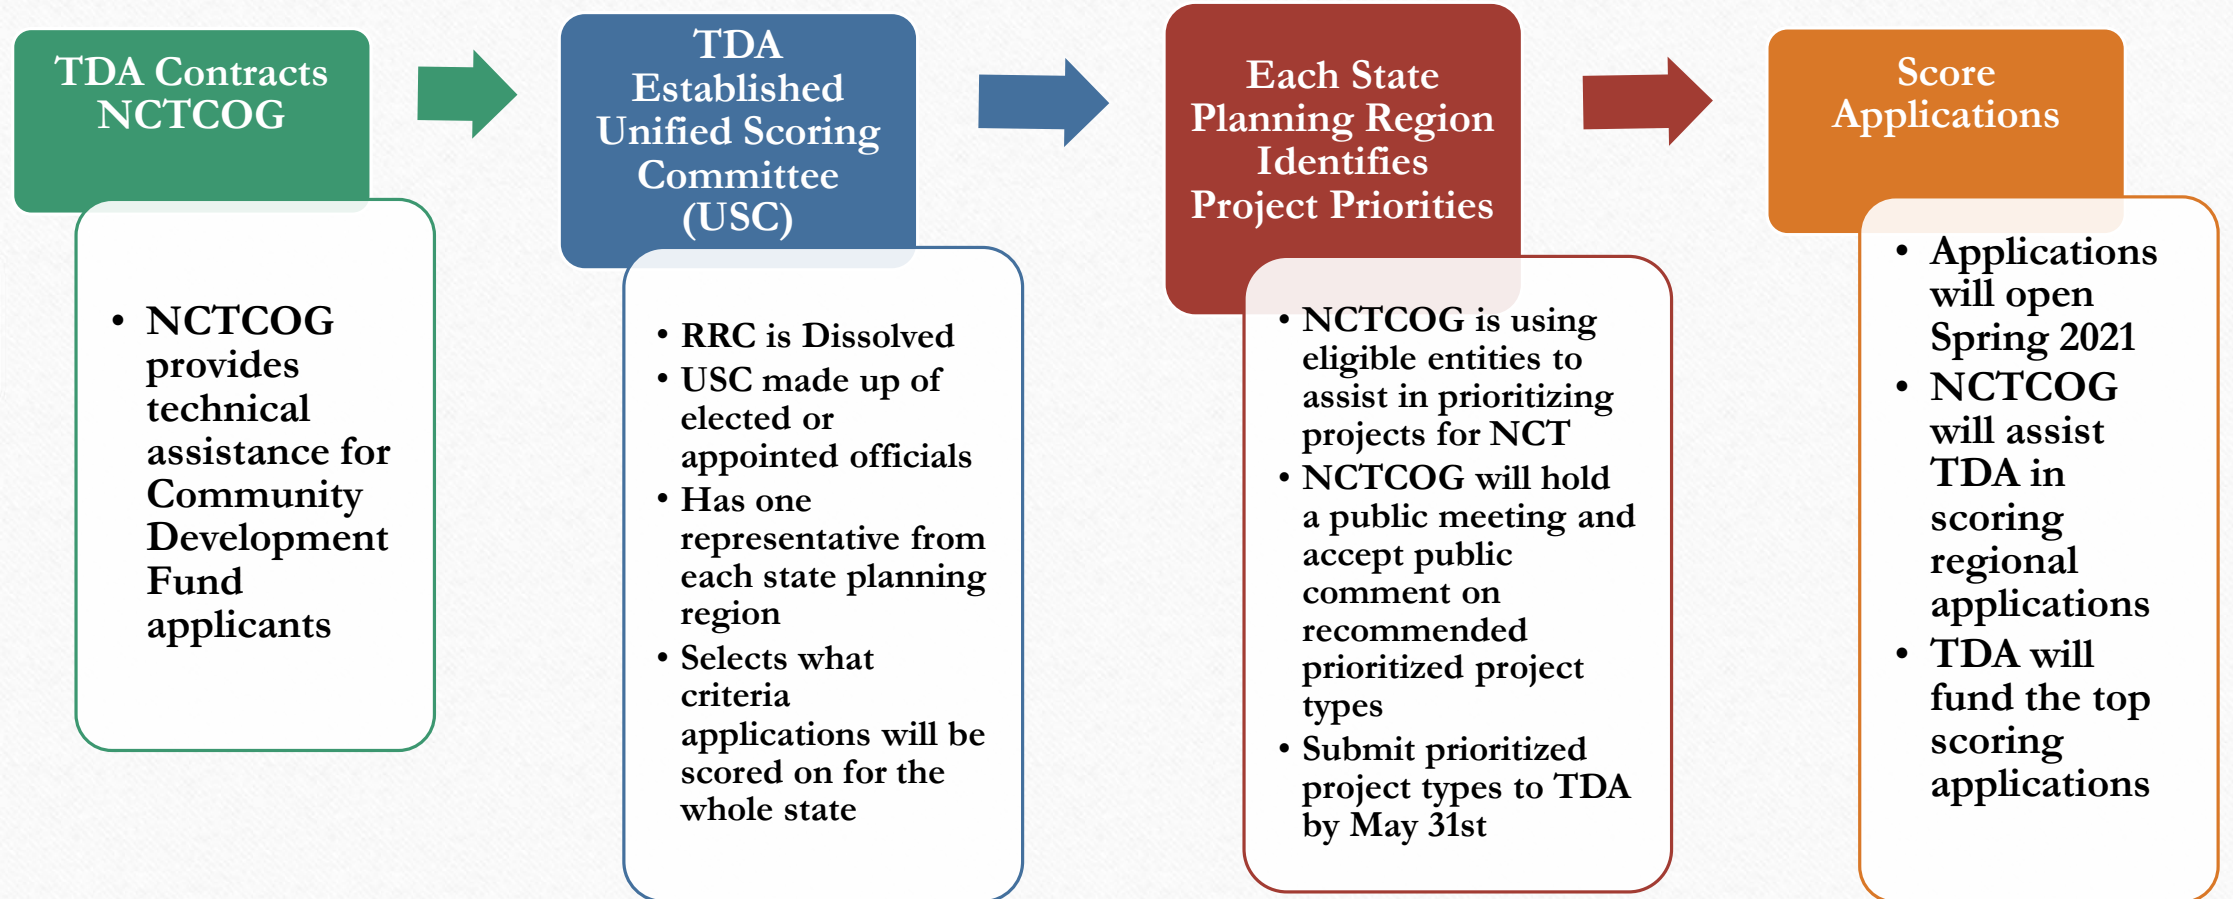 TDA Contracts
NCTCOG
• NCTCOG
provides
technical
assistance for
Community
Development
Fund
applicants
TDA
Established
Unified Scoring
Committee
(USC)
• RRC is Dissolved
• USC made up of
elected or
appointed officials
• Has one
representative from
each state planning
region
• Selects what
criteria
applications will be
scored on for the
whole state
Each State
Planning Region
Identifies
Project Priorities
• NCTCOG is using
eligible entities to
assist in prioritizing
projects for NCT
• NCTCOG will hold
a public meeting and
accept public
comment on
recommended
prioritized project
types
• Submit prioritized
project types to TDA
by May 31st
Score
Applications
• Applications
will open
Spring 2021
• NCTCOG
will assist
TDA in
scoring
regional
applications
• TDA will
fund the top
scoring
applications